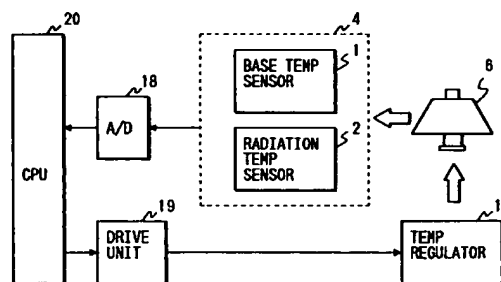 20
4
1
BASE TEMP
SENSOR
6
18
A/D
2
RADIATION
TEMP
SENSOR
CPU
19
DRIVE
UNIT
TEMP
REGULATOR